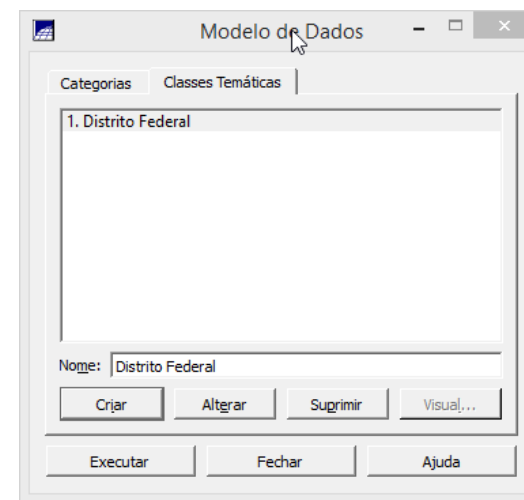 Modelo de Dados
Categorias Classes Temáticas
1. Distrito Federal
Nome: Distrito Federal
Criar Alterar Suprimir Visual...
Executar Fechar Ajuda